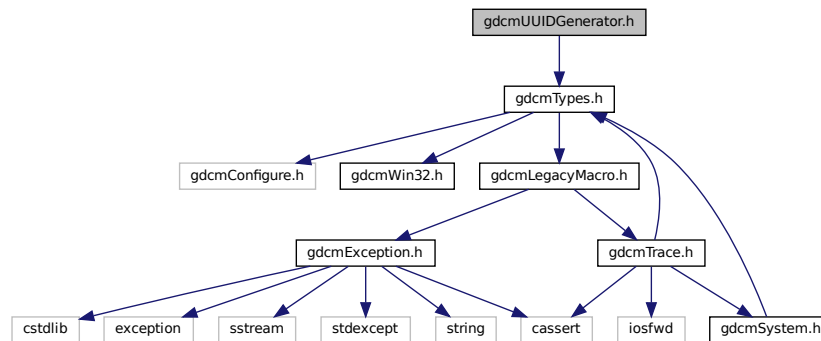 gdcmUUIDGenerator.h
gdcmTypes.h
gdcmConfigure.h
gdcmWin32.h
gdcmLegacyMacro.h
gdcmException.h
gdcmTrace.h
cstdlib
exception
sstream
stdexcept
string
cassert
iosfwd
gdcmSystem.h